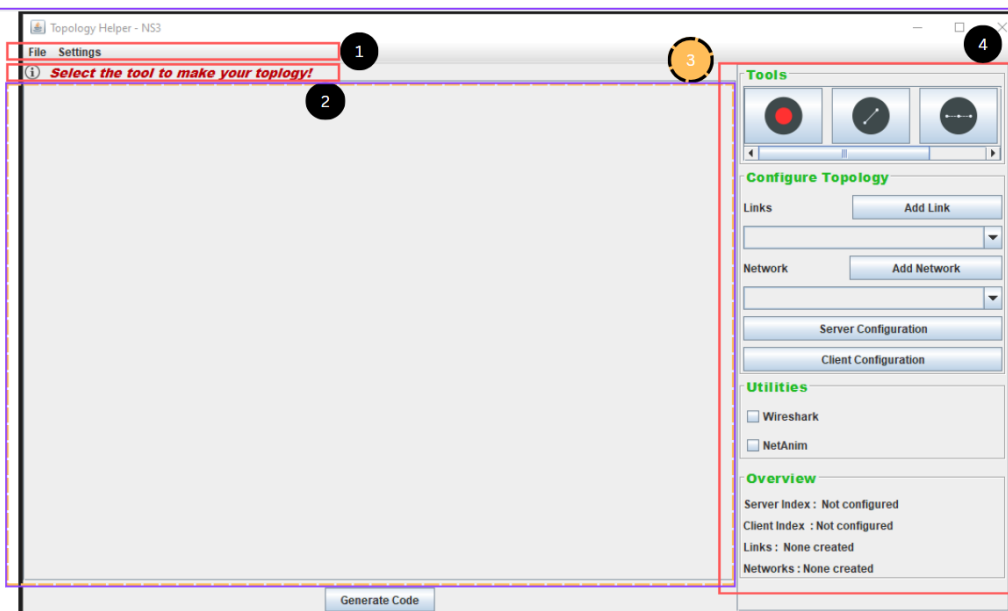 Topology Helper - NS3
File Settings
1
Select the tool to make your toplogy!
2
3
4
Tools
Configure Topology
Links
Add Link
Network
Add Network
Server Configuration
Client Configuration
Utilities
Wireshark
NetAnim
Overview
Server Index : Not configured
Client Index : Not configured
Links : None created
Networks : None created
Generate Code